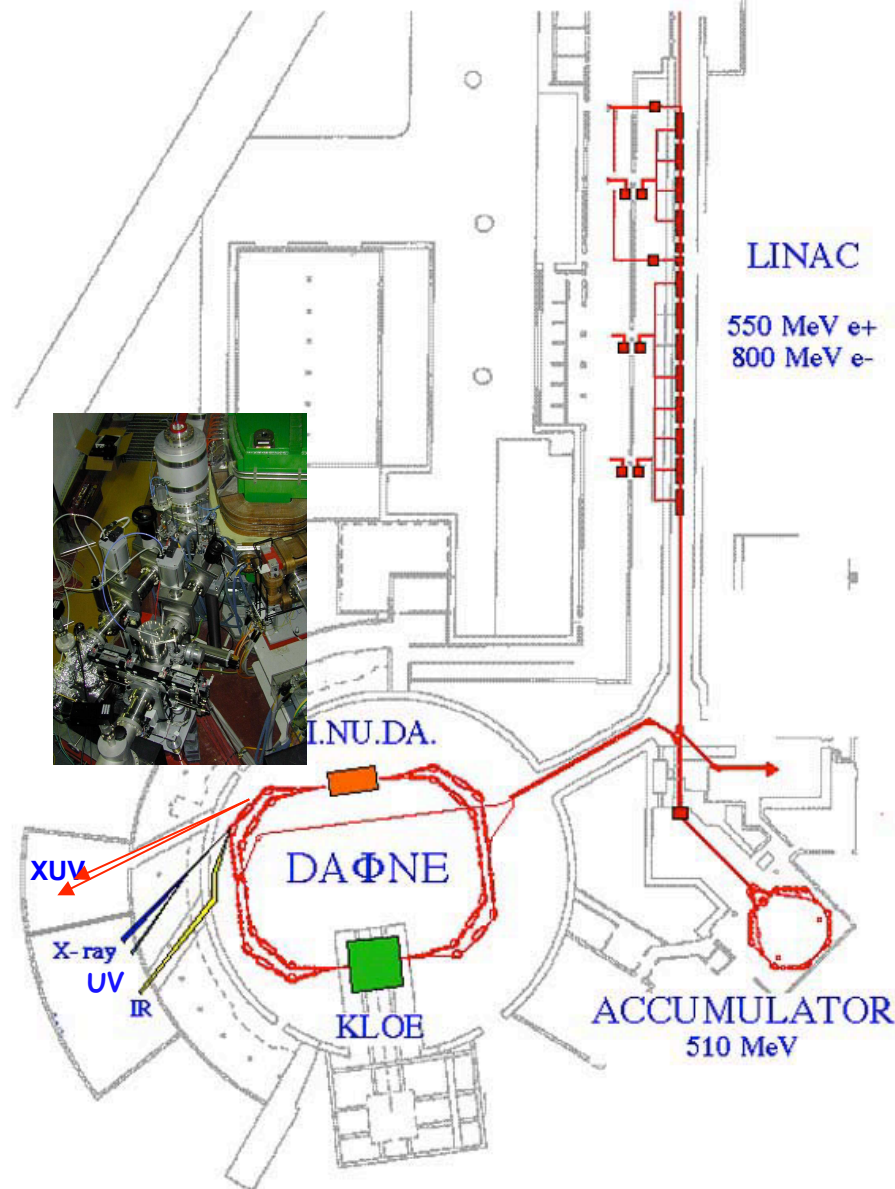 LINAC
550 MeV e+
800 MeV e-
I.NU.DA.
DAΦNE
XUV
X-ray
UV
IR
KLOE
ACCUMULATOR
510 MeV